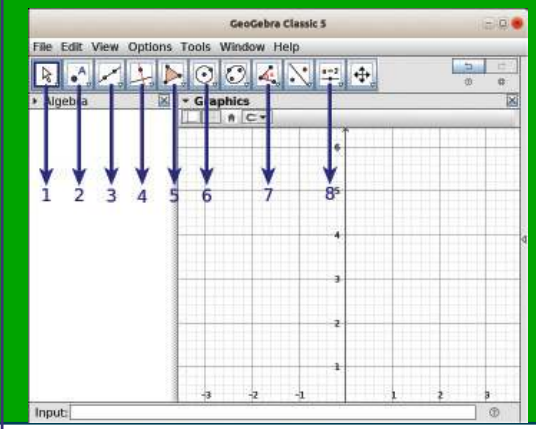 GeoGebra Classic 5
File Edit View Options Tools Window Help
A
a=2
Algebra
Graphics
1 2 3 4 5 6 7 8
6
5
4
3
2
1
-3 -2 -1 1 2 3
Input: